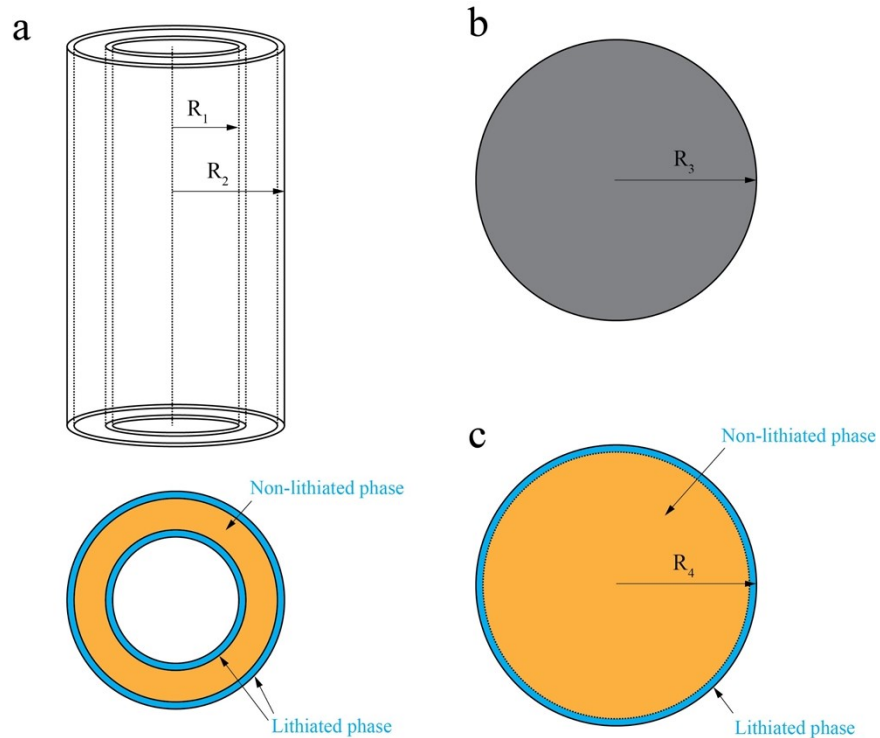 a
R₁
R₂
Non-lithiated phase
Lithiated phase
b
R₃
c
Non-lithiated phase
R₄
Lithiated phase